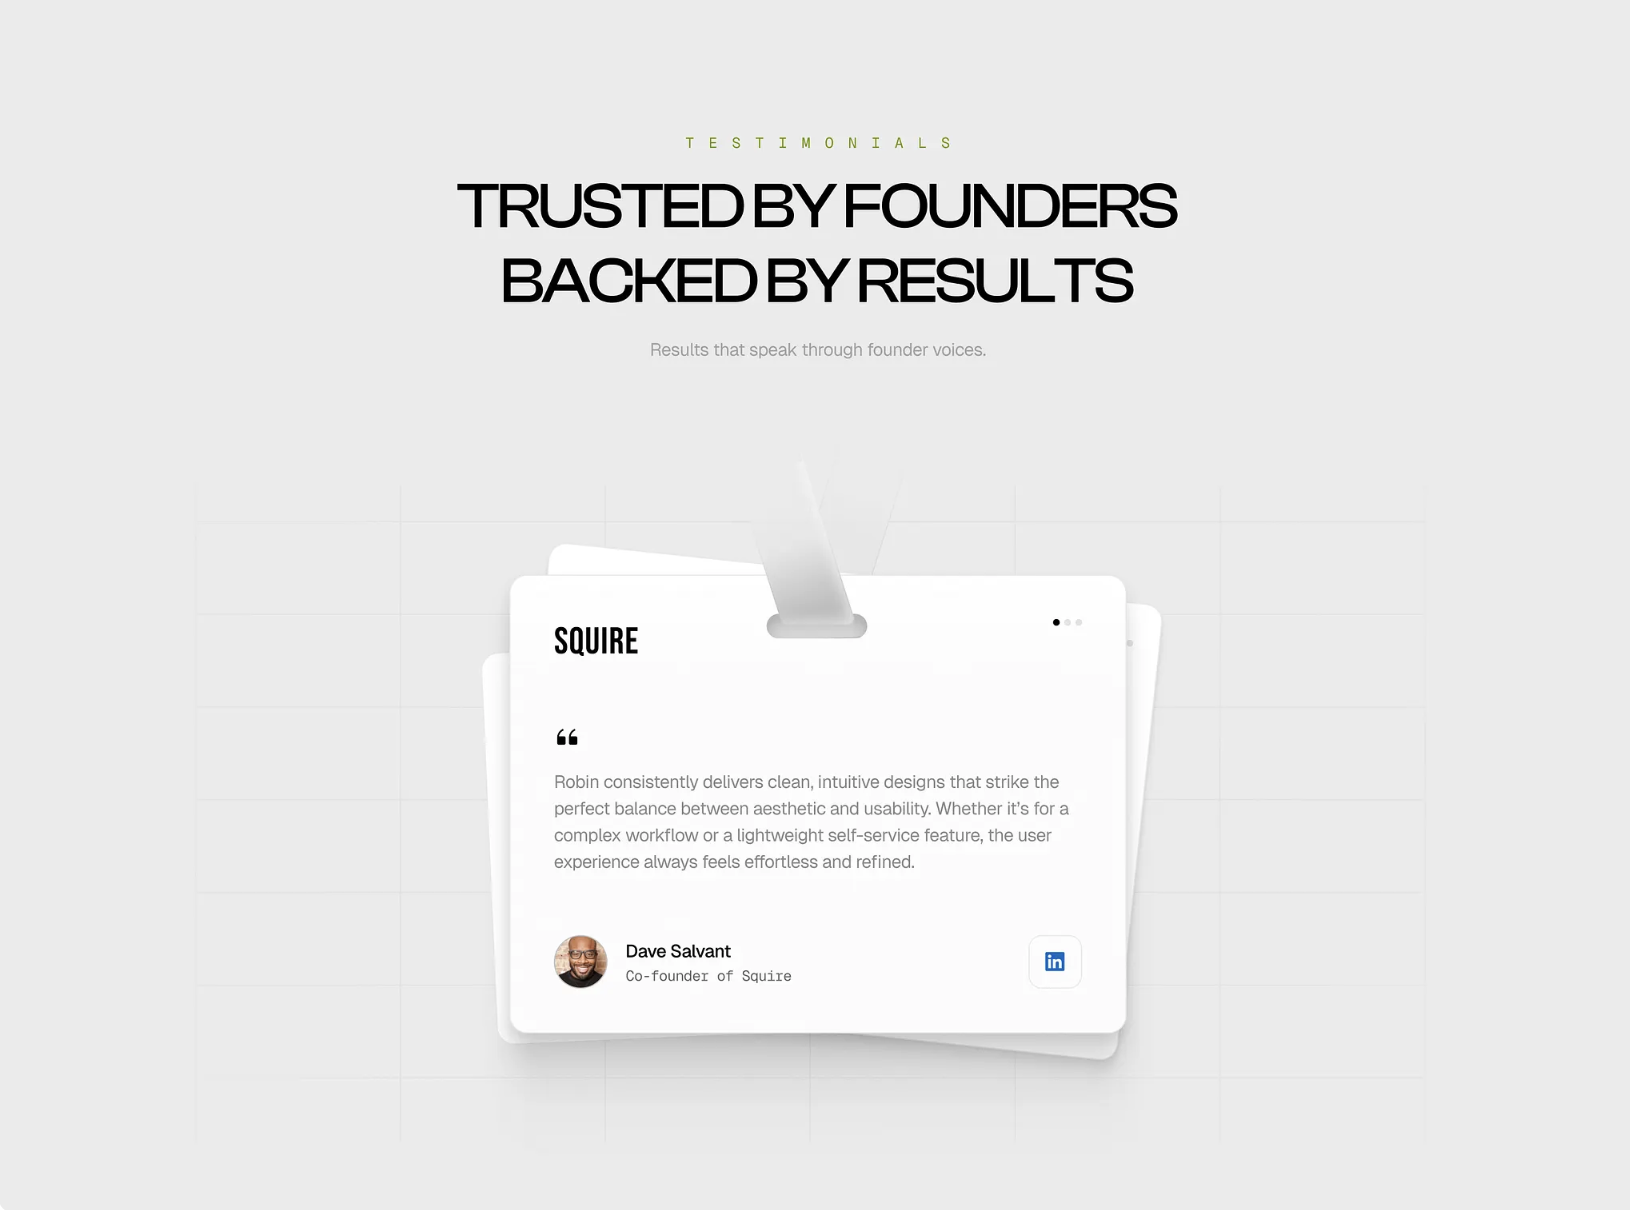 TESTIMONIALS
TRUSTED BY FOUNDERS
BACKED BY RESULTS
Results that speak through founder voices.
SQUIRE
“
Robin consistently delivers clean, intuitive designs that strike the
perfect balance between aesthetic and usability. Whether it’s for a
complex workflow or a lightweight self-service feature, the user
experience always feels effortless and refined.
Dave Salvant
Co-founder of Squire
in